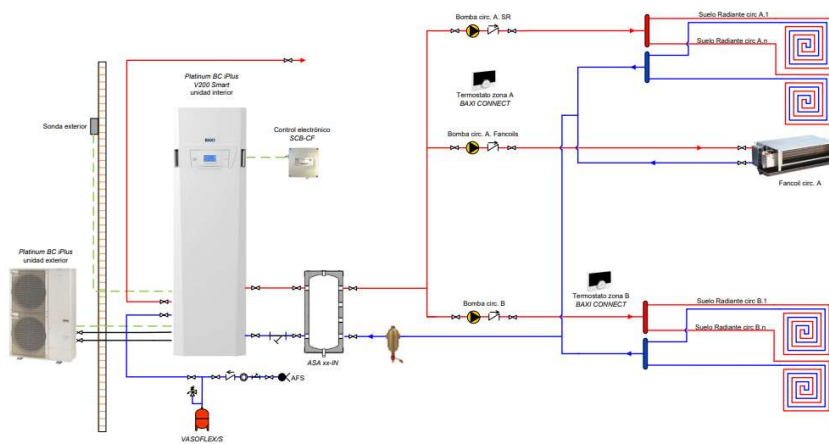 Bomba circ. A. SR
Suelo Radiante circ A.1
Suelo Radiante circ A.n
Platinum BC iPlus
V200 Smart
unidad interior
Termostato zona A
BAXI CONNECT
Sonda exterior
Control electrónico
SCB-CF
BAXI
Bomba circ. A. Fancoils
Fancoil circ. A
Platinum BC iPlus
unidad exterior
Termostato zona B
BAXI CONNECT
Bomba circ. B
Suelo Radiante circ B.1
Suelo Radiante circ B.n
ASA xx-IN
AFS
VASOFLEX/S